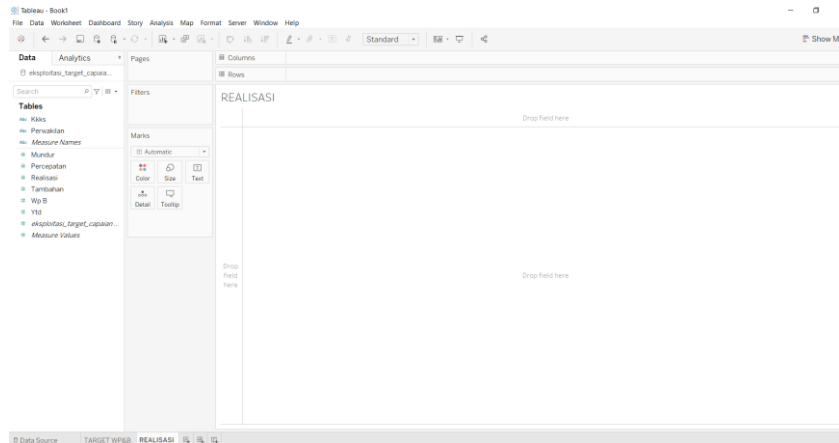 Tableau - Book1
File Data Worksheet Dashboard Story Analysis Map Format Server Window Help
Standard
Show M
Data Analytics
eksploitasi_target_capaia...
Search
Tables
Abc Kkks
Abc Perwakilan
Abc Measure Names
# Mundur
# Percepatan
# Realisasi
# Tambahan
# Wp B
# Ytd
# eksploitasi_target_capaian...
# Measure Values
Pages
Filters
Marks
Automatic
Color Size Text
Detail Tooltip
Columns
Rows
REALISASI
Drop field here
Drop
field
here
Drop field here
Data Source TARGET WP&B REALISASI